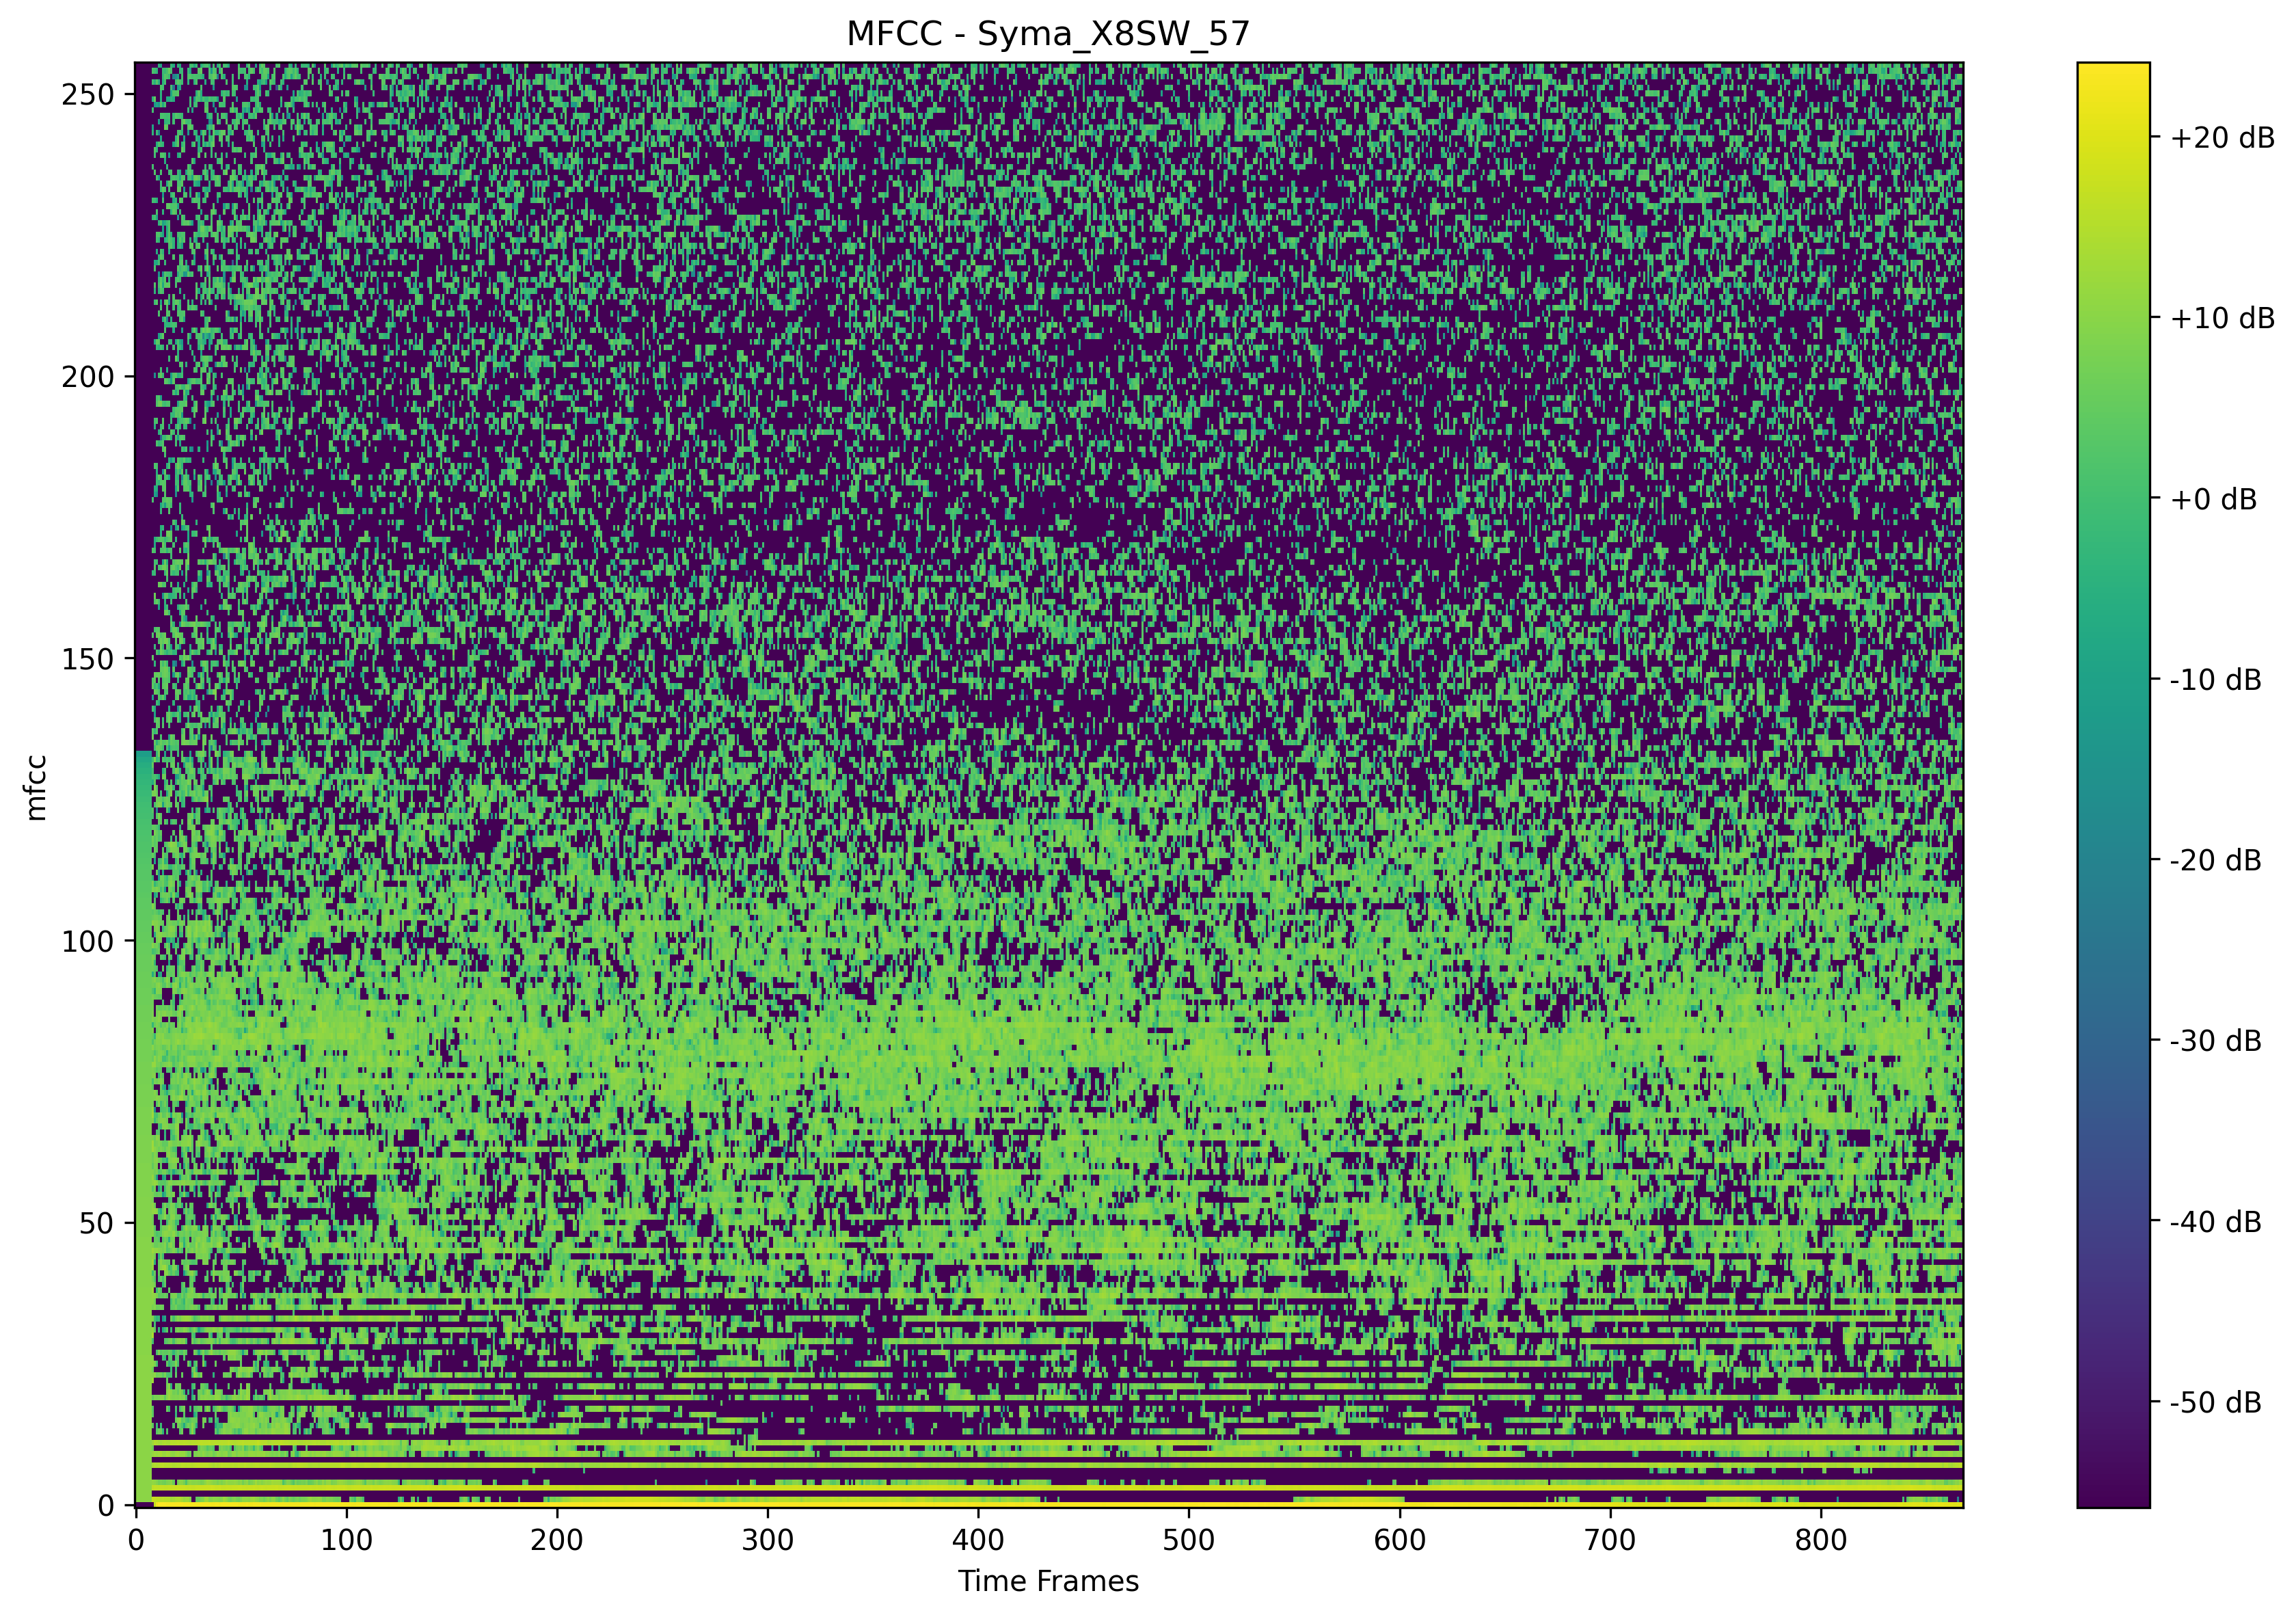 MFCC - Syma_X8SW_57
250
200
150
100
50
0
mfcc
0 100 200 300 400 500 600 700 800
Time Frames
+20 dB
+10 dB
+0 dB
-10 dB
-20 dB
-30 dB
-40 dB
-50 dB